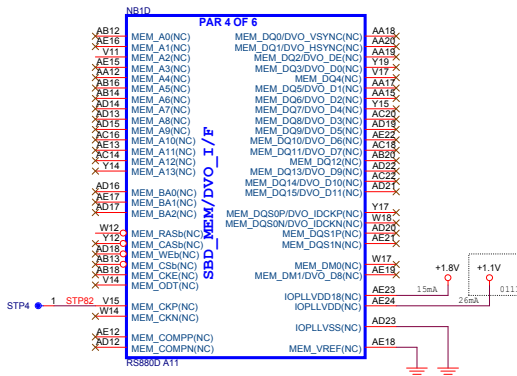 NB1D
PAR 4 OF 6
AB12 MEM_A0(NC) MEM_DQ0/DVO_VSYNC(NC) AA18
AE16 MEM_A1(NC) MEM_DQ1/DVO_HSYNC(NC) AA20
V11 MEM_A2(NC) MEM_DQ2/DVO_DE(NC) AA19
AE15 MEM_A3(NC) MEM_DQ3/DVO_D0(NC) Y19
AA12 MEM_A4(NC) MEM_DQ4(NC) V17
AB16 MEM_A5(NC) MEM_DQ5/DVO_D1(NC) AA17
AB14 MEM_A6(NC) MEM_DQ6/DVO_D2(NC) AA15
AD14 MEM_A7(NC) MEM_DQ7/DVO_D4(NC) Y15
AD13 MEM_A8(NC) MEM_DQ8/DVO_D3(NC) AC20
AD15 MEM_A9(NC) MEM_DQ9/DVO_D5(NC) AD19
AC16 MEM_A10(NC) MEM_DQ10/DVO_D6(NC) AE22
AE13 MEM_A11(NC) MEM_DQ11/DVO_D7(NC) AC18
AC14 MEM_A12(NC) MEM_DQ12(NC) AB20
Y14 MEM_A13(NC) MEM_DQ13/DVO_D9(NC) AD22
MEM_DQ14/DVO_D10(NC) AC22
AD16 MEM_BA0(NC) MEM_DQ15/DVO_D11(NC) AD21
AE17 MEM_BA1(NC)
AD17 MEM_BA2(NC) MEM_DQS0P/DVO_IDCKP(NC) Y17
MEM_DQS0N/DVO_IDCKN(NC) W18
W12 MEM_RASb(NC) MEM_DQS1P(NC) AD20
Y12 MEM_CASb(NC) MEM_DQS1N(NC) AE21
AD18 MEM_WEb(NC)
AB13 MEM_CSb(NC) MEM_DM0(NC) W17
AB18 MEM_CKE(NC) MEM_DM1/DVO_D8(NC) AE19
V14 MEM_ODT(NC)
SBD_MEM/DVO_I/F
+1.8V +1.1V
IOPLLVDD18(NC) AE23 15mA
STP4 1 STP82 V15 MEM_CKP(NC) IOPLLVDD(NC) AE24 26mA
W14 MEM_CKN(NC)
IOPLLVSS(NC) AD23
AE12 MEM_COMPP(NC)
AD12 MEM_COMPN(NC) MEM_VREF(NC) AE18
RS880D A11